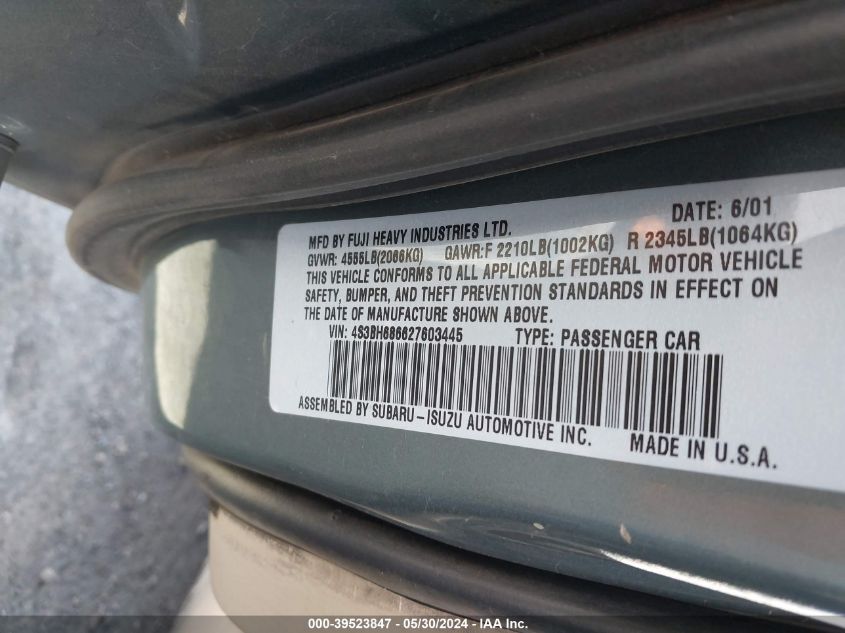 DATE: 6/01
MFD BY FUJI HEAVY INDUSTRIES LTD.
GVWR: 4555LB(2066KG) GAWR:F 2210LB(1002KG) R 2345LB(1064KG)
THIS VEHICLE CONFORMS TO ALL APPLICABLE FEDERAL MOTOR VEHICLE
SAFETY, BUMPER, AND THEFT PREVENTION STANDARDS IN EFFECT ON
THE DATE OF MANUFACTURE SHOWN ABOVE.
VIN: 4S3BH686627603445 TYPE: PASSENGER CAR
ASSEMBLED BY SUBARU-ISUZU AUTOMOTIVE INC. MADE IN U.S.A.
000-39523847 - 05/30/2024 - IAA Inc.